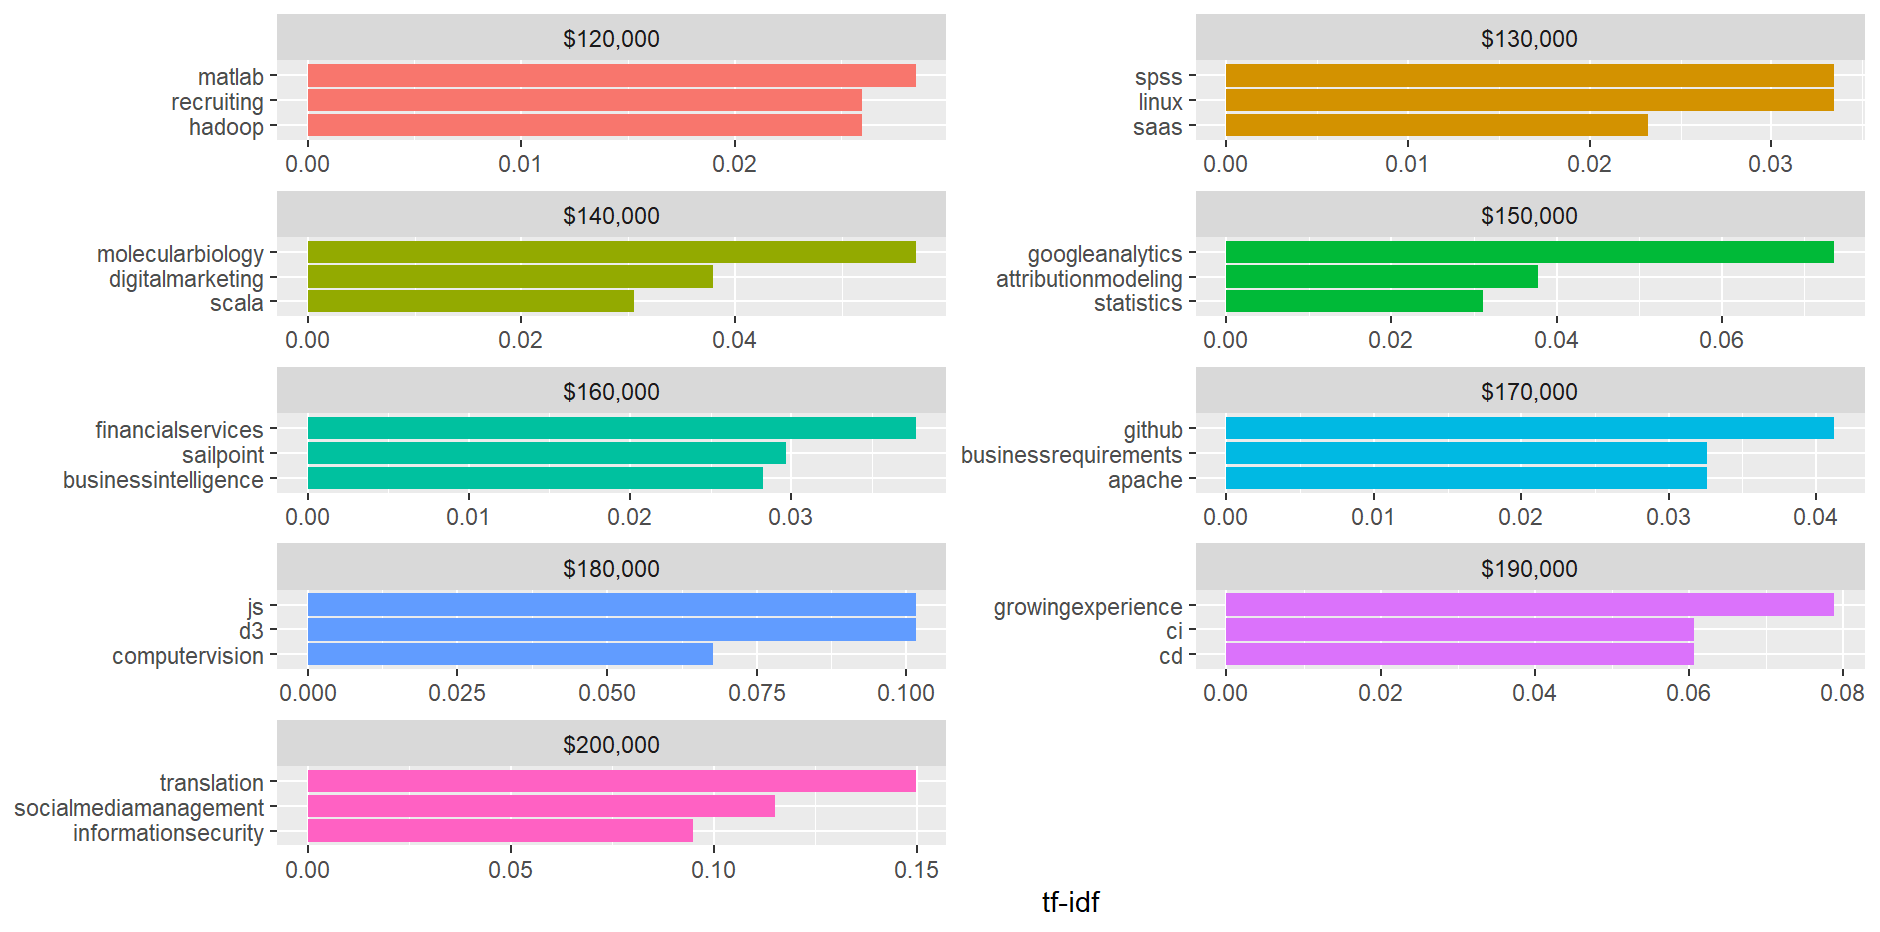 $120,000
matlab
recruiting
hadoop
0.00 0.01 0.02
$130,000
spss
linux
saas
0.00 0.01 0.02 0.03
$140,000
molecularbiology
digitalmarketing
scala
0.00 0.02 0.04
$150,000
googleanalytics
attributionmodeling
statistics
0.00 0.02 0.04 0.06
$160,000
financialservices
sailpoint
businessintelligence
0.00 0.01 0.02 0.03
$170,000
github
businessrequirements
apache
0.00 0.01 0.02 0.03 0.04
$180,000
js
d3
computervision
0.000 0.025 0.050 0.075 0.100
$190,000
growingexperience
ci
cd
0.00 0.02 0.04 0.06 0.08
$200,000
translation
socialmediamanagement
informationsecurity
0.00 0.05 0.10 0.15
tf-idf